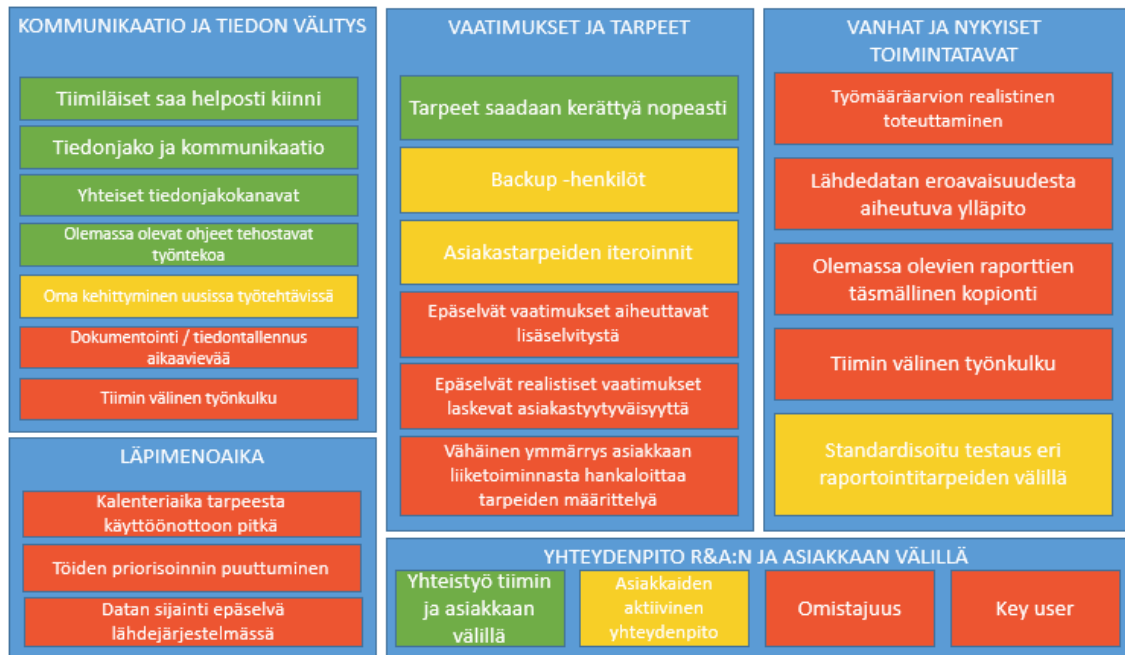 KOMMUNIKAATIO JA TIEDON VÄLITYS
Tiimiläiset saa helposti kiinni
Tiedonjako ja kommunikaatio
Yhteiset tiedonjakokanavat
Olemassa olevat ohjeet tehostavat
työntekoa
Oma kehittyminen uusissa työtehtävissä
Dokumentointi / tiedontallennus
aikaavievää
Tiimin välinen työnkulku
LÄPIMENOAIKA
Kalenteriaika tarpeesta
käyttöönottoon pitkä
Töiden priorisoinnin puuttuminen
Datan sijainti epäselvä
lähdejärjestelmässä
VAATIMUKSET JA TARPEET
Tarpeet saadaan kerättyä nopeasti
Backup -henkilöt
Asiakastarpeiden iteroinnit
Epäselvät vaatimukset aiheuttavat
lisäselvitystä
Epäselvät realistiset vaatimukset
laskevat asiakastyytyväisyyttä
Vähäinen ymmärrys asiakkaan
liiketoiminnasta hankaloittaa
tarpeiden määrittelyä
VANHAT JA NYKYISET
TOIMINTATAVAT
Työmääräarvion realistinen
toteuttaminen
Lähdedatan eroavaisuudesta
aiheutuva ylläpito
Olemassa olevien raporttien
täsmällinen kopionti
Tiimin välinen työnkulku
Standardisoitu testaus eri
raportointitarpeiden välillä
YHTEYDENPITO R&A:N JA ASIAKKAAN VÄLILLÄ
Yhteistyö tiimin
ja asiakkaan
välillä
Asiakkaiden
aktiivinen
yhteydenpito
Omistajuus
Key user